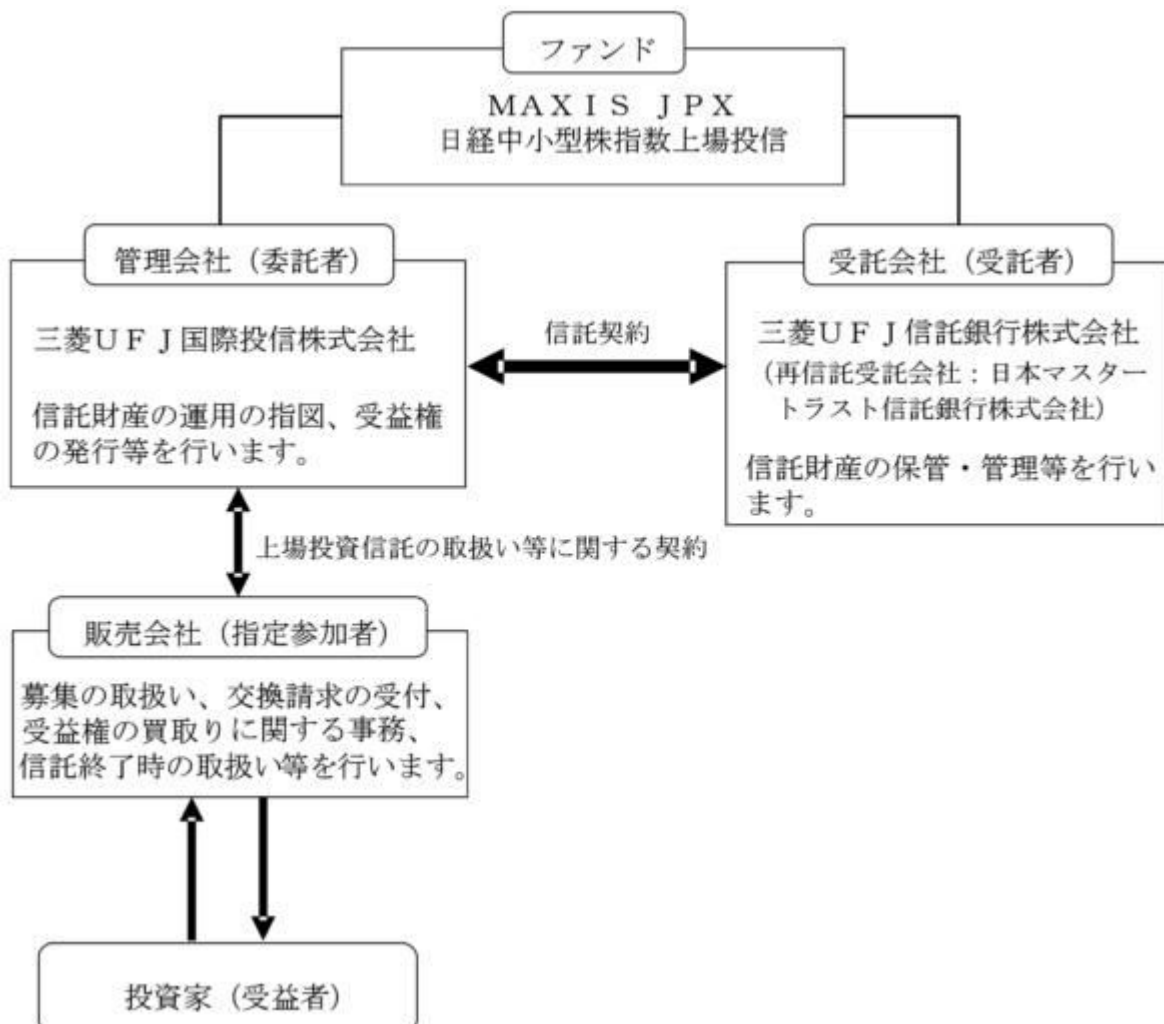 ファンド
ＭＡＸＩＳ ＪＰＸ
日経中小型株指数上場投信
管理会社（委託者）
三菱ＵＦＪ国際投信株式会社
信託財産の運用の指図、受益権
の発行等を行います。
信託契約
受託会社（受託者）
三菱ＵＦＪ信託銀行株式会社
（再信託受託会社：日本マスター
トラスト信託銀行株式会社）
信託財産の保管・管理等を行い
ます。
上場投資信託の取扱い等に関する契約
販売会社（指定参加者）
募集の取扱い、交換請求の受付、
受益権の買取りに関する事務、
信託終了時の取扱い等を行います。
投資家（受益者）